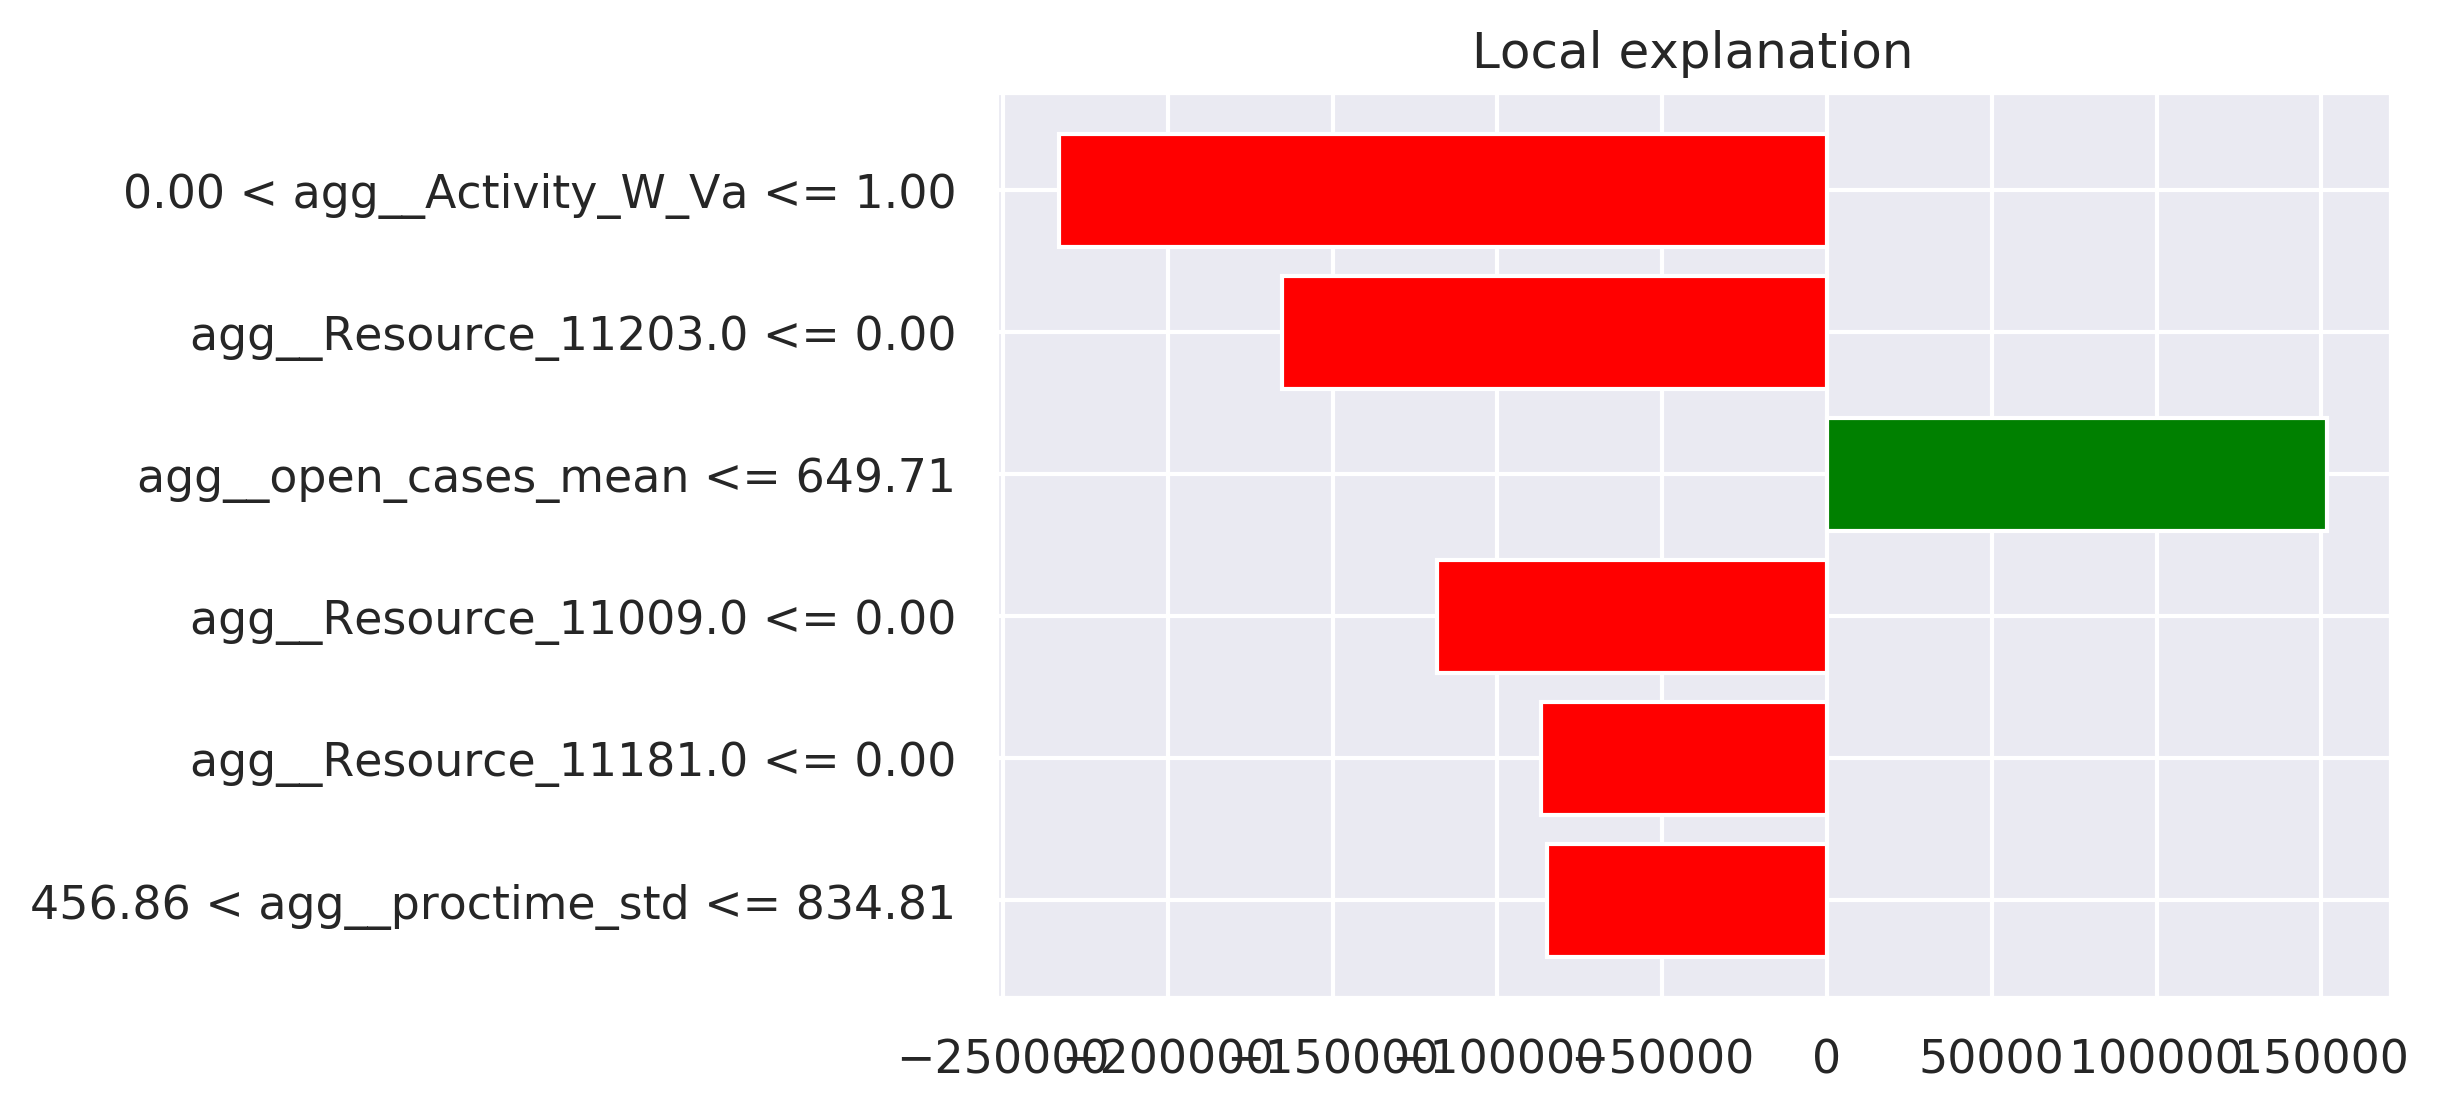 Local explanation
0.00 < agg__Activity_W_Va <= 1.00
agg__Resource_11203.0 <= 0.00
agg__open_cases_mean <= 649.71
agg__Resource_11009.0 <= 0.00
agg__Resource_11181.0 <= 0.00
456.86 < agg__proctime_std <= 834.81
−250000 −200000 −150000 −100000 −50000 0 50000 100000 150000